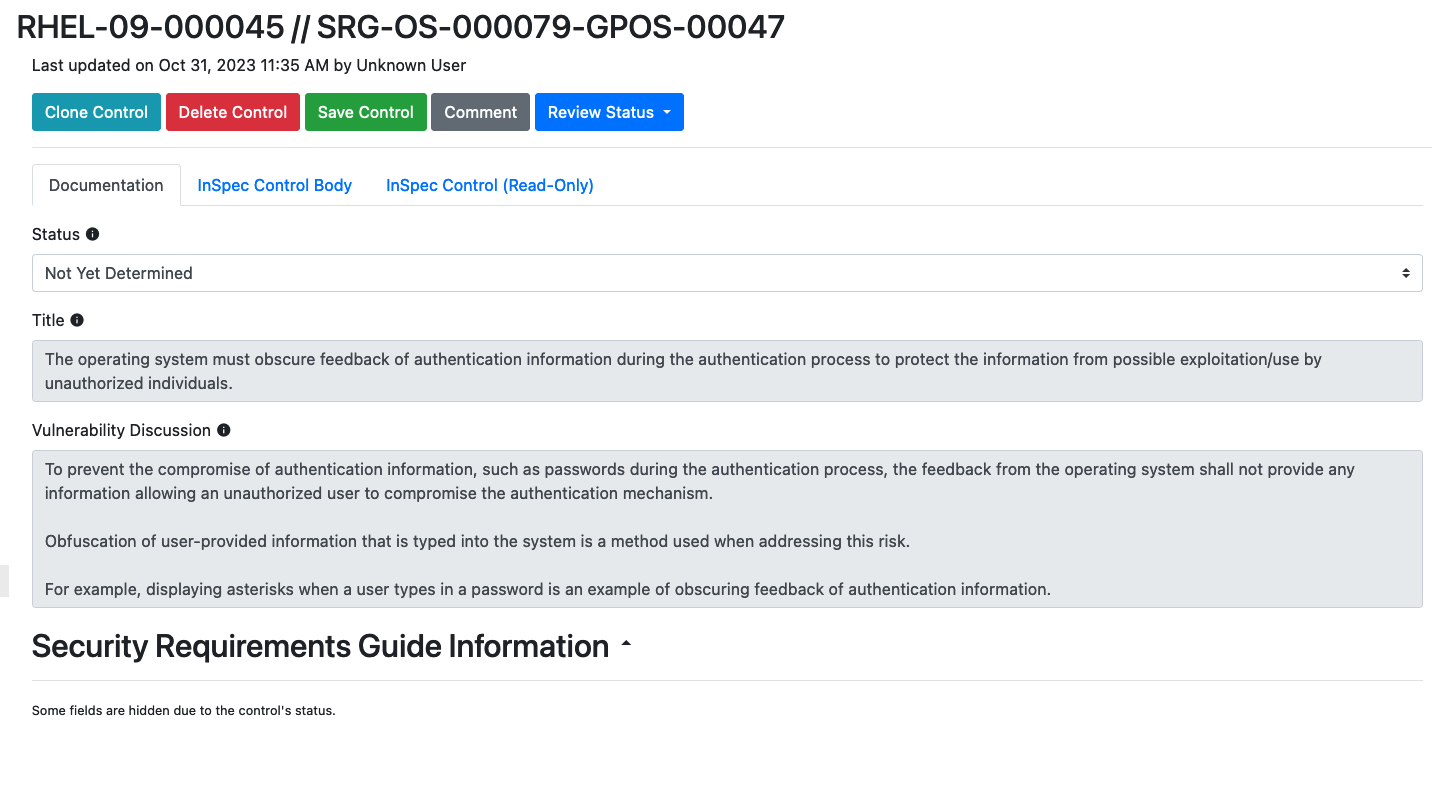 RHEL-09-000045 // SRG-OS-000079-GPOS-00047
Last updated on Oct 31, 2023 11:35 AM by Unknown User
Clone Control Delete Control Save Control Comment Review Status
Documentation InSpec Control Body InSpec Control (Read-Only)
Status
Not Yet Determined
Title
The operating system must obscure feedback of authentication information during the authentication process to protect the information from possible exploitation/use by
unauthorized individuals.
Vulnerability Discussion
To prevent the compromise of authentication information, such as passwords during the authentication process, the feedback from the operating system shall not provide any
information allowing an unauthorized user to compromise the authentication mechanism.
Obfuscation of user-provided information that is typed into the system is a method used when addressing this risk.
For example, displaying asterisks when a user types in a password is an example of obscuring feedback of authentication information.
Security Requirements Guide Information
Some fields are hidden due to the control's status.